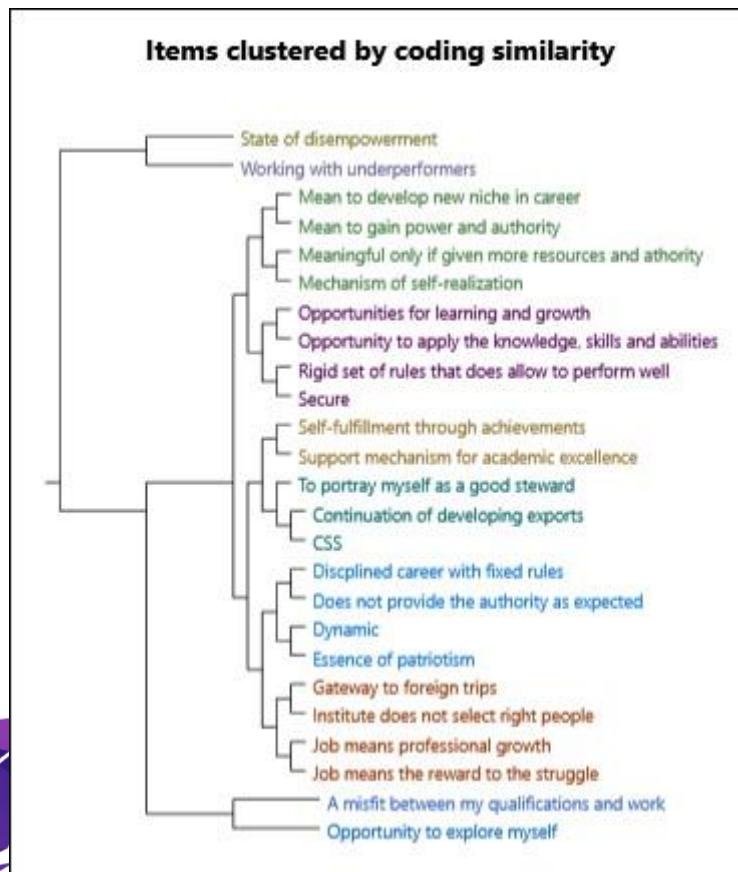 Items clustered by coding similarity
State of disempowerment
Working with underperformers
Mean to develop new niche in career
Mean to gain power and authority
Meaningful only if given more resources and athority
Mechanism of self-realization
Opportunities for learning and growth
Opportunity to apply the knowledge, skills and abilities
Rigid set of rules that does allow to perform well
Secure
Self-fulfillment through achievements
Support mechanism for academic excellence
To portray myself as a good steward
Continuation of developing exports
CSS
Discplined career with fixed rules
Does not provide the authority as expected
Dynamic
Essence of patriotism
Gateway to foreign trips
Institute does not select right people
Job means professional growth
Job means the reward to the struggle
A misfit between my qualifications and work
Opportunity to explore myself